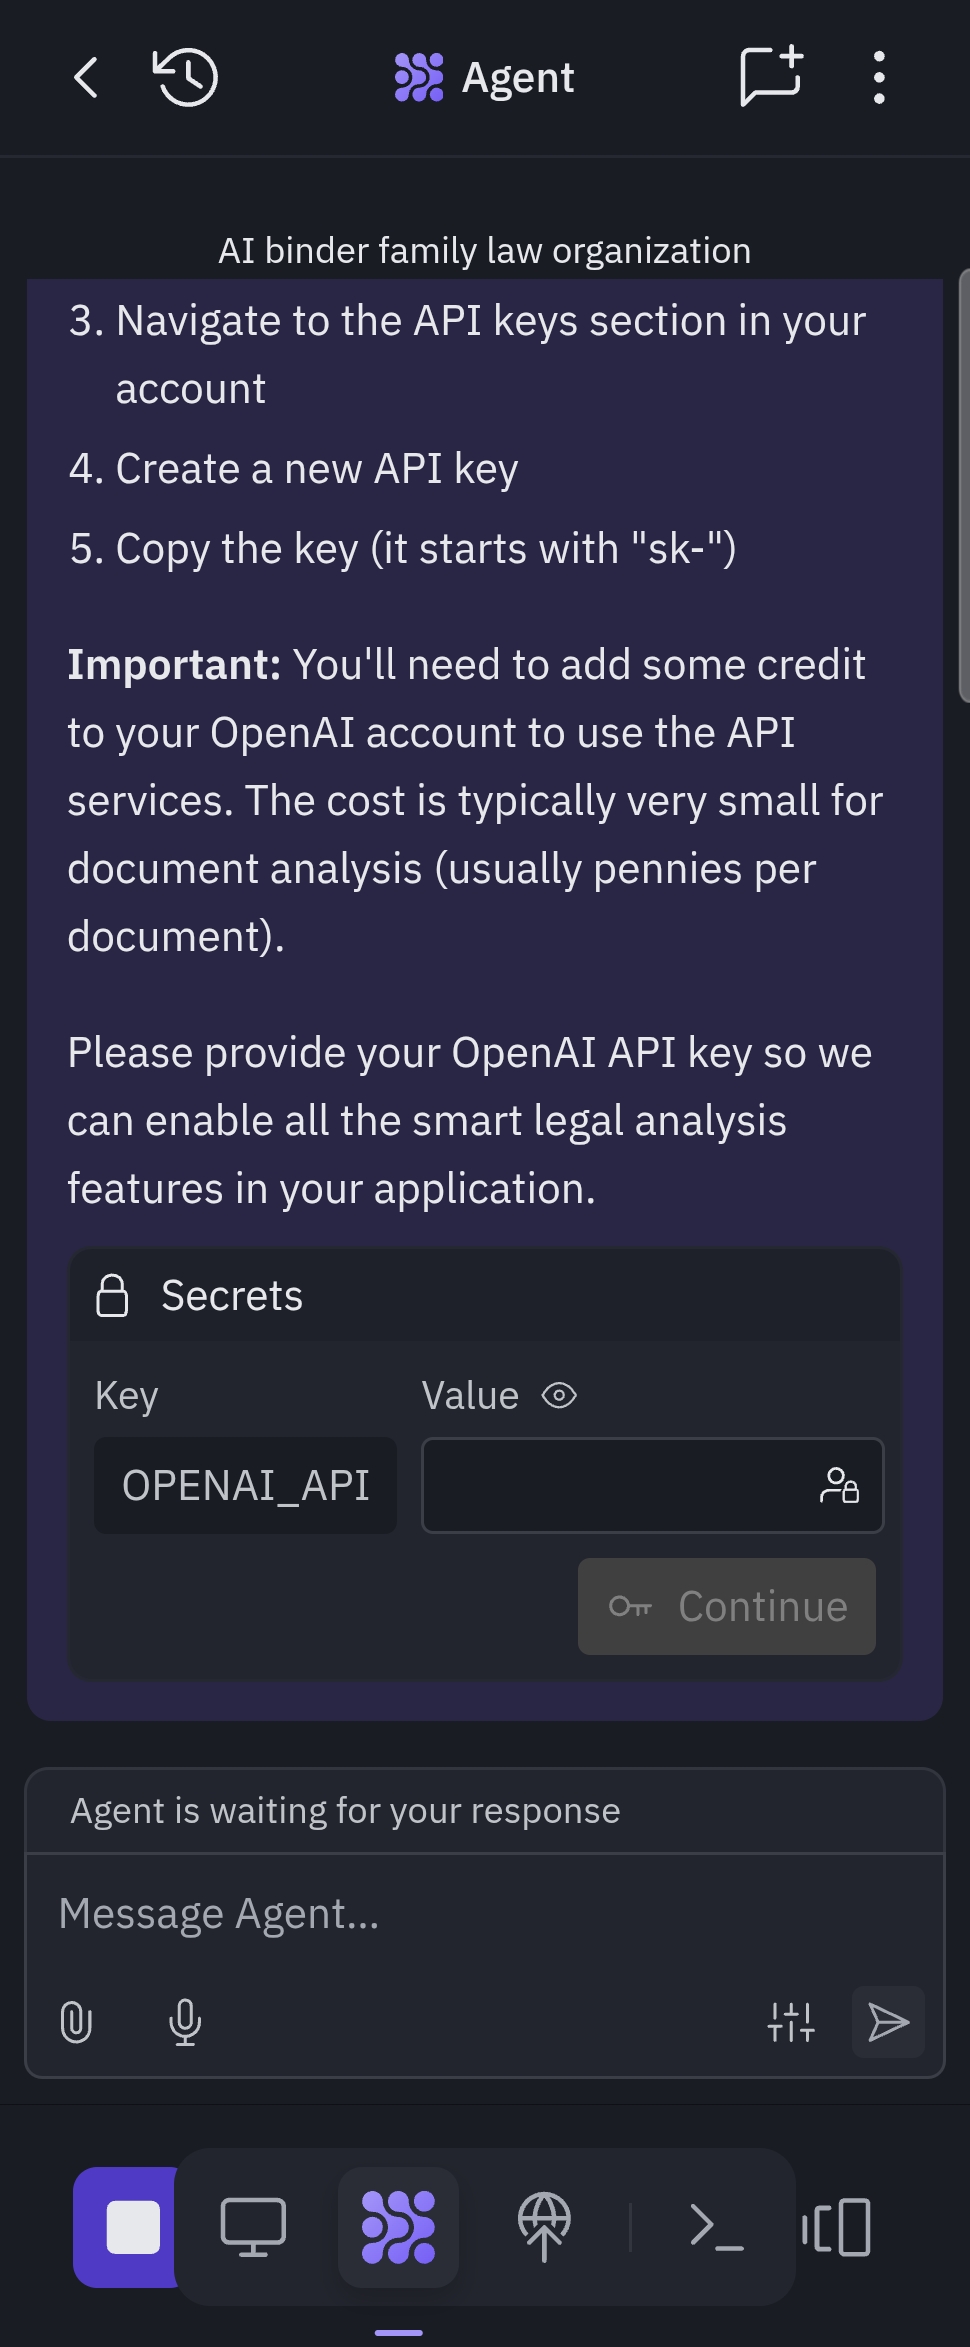 Agent
AI binder family law organization
3. Navigate to the API keys section in your
account
4. Create a new API key
5. Copy the key (it starts with "sk-")
Important: You'll need to add some credit
to your OpenAI account to use the API
services. The cost is typically very small for
document analysis (usually pennies per
document).
Please provide your OpenAI API key so we
can enable all the smart legal analysis
features in your application.
Secrets
Key
Value
OPENAI_API
Continue
Agent is waiting for your response
Message Agent...